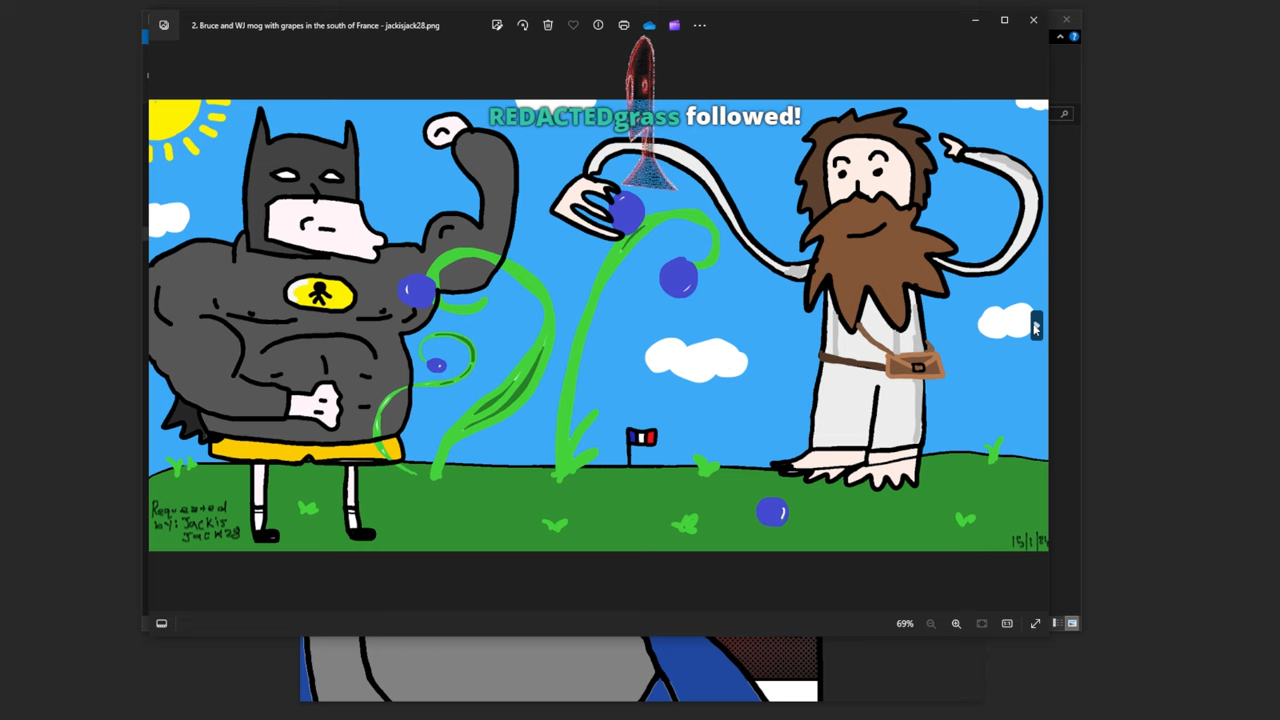 2. Bruce and WJ mog with grapes in the south of France - jackisjack28.png
REDACTEDgrass followed!
Requested
by: Jackis
Jack28
69%